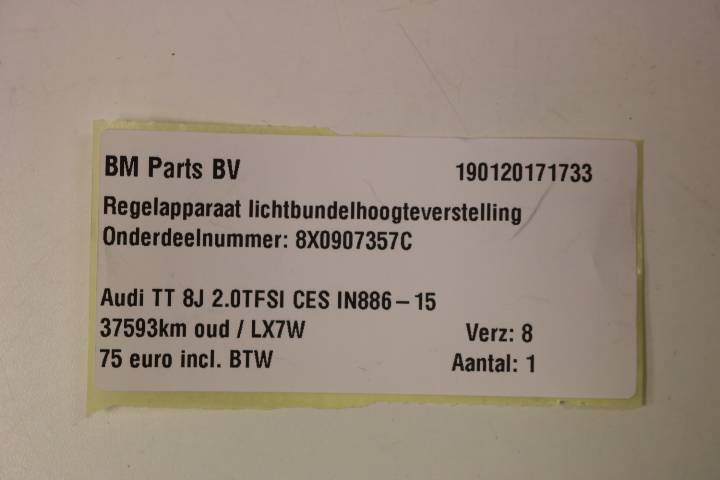 BM Parts BV 190120171733
Regelapparaat lichtbundelhoogteverstelling
Onderdeelnummer: 8X0907357C
Audi TT 8J 2.0TFSI CES IN886-15
37593km oud / LX7W Verz: 8
75 euro incl. BTW Aantal: 1